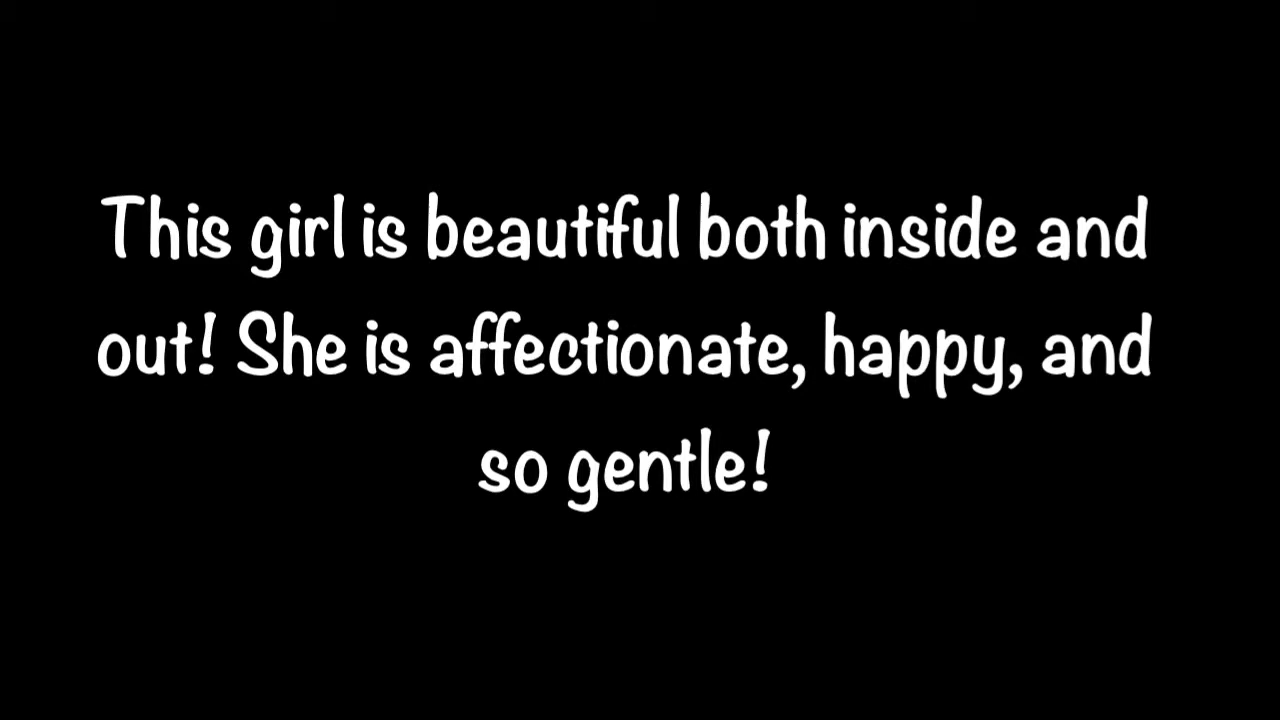 This girl is beautiful both inside and
out! She is affectionate, happy, and
so gentle!